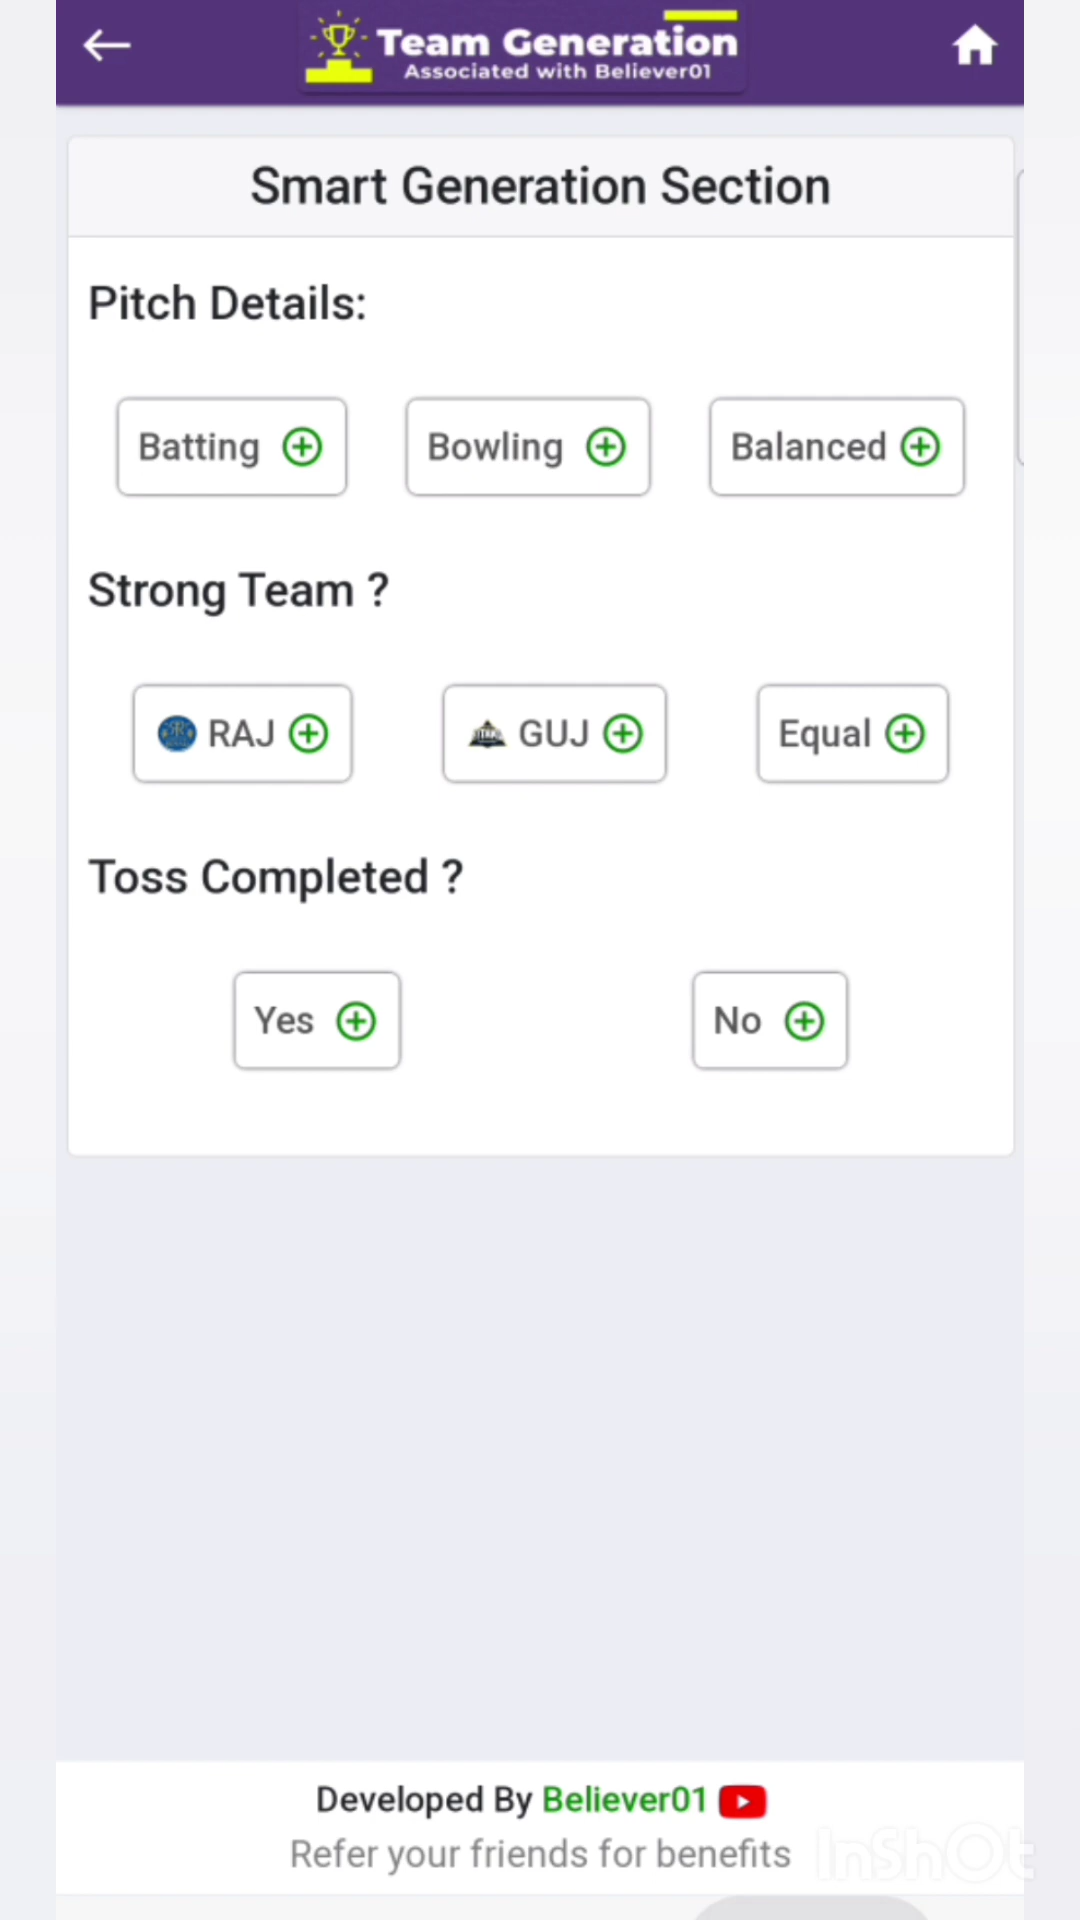 Team Generation
Associated with Believer01
Smart Generation Section
Pitch Details:
Batting Bowling Balanced
Strong Team ?
RAJ GUJ Equal
Toss Completed ?
Yes No
Developed By Believer01
Refer your friends for benefits
InShOt